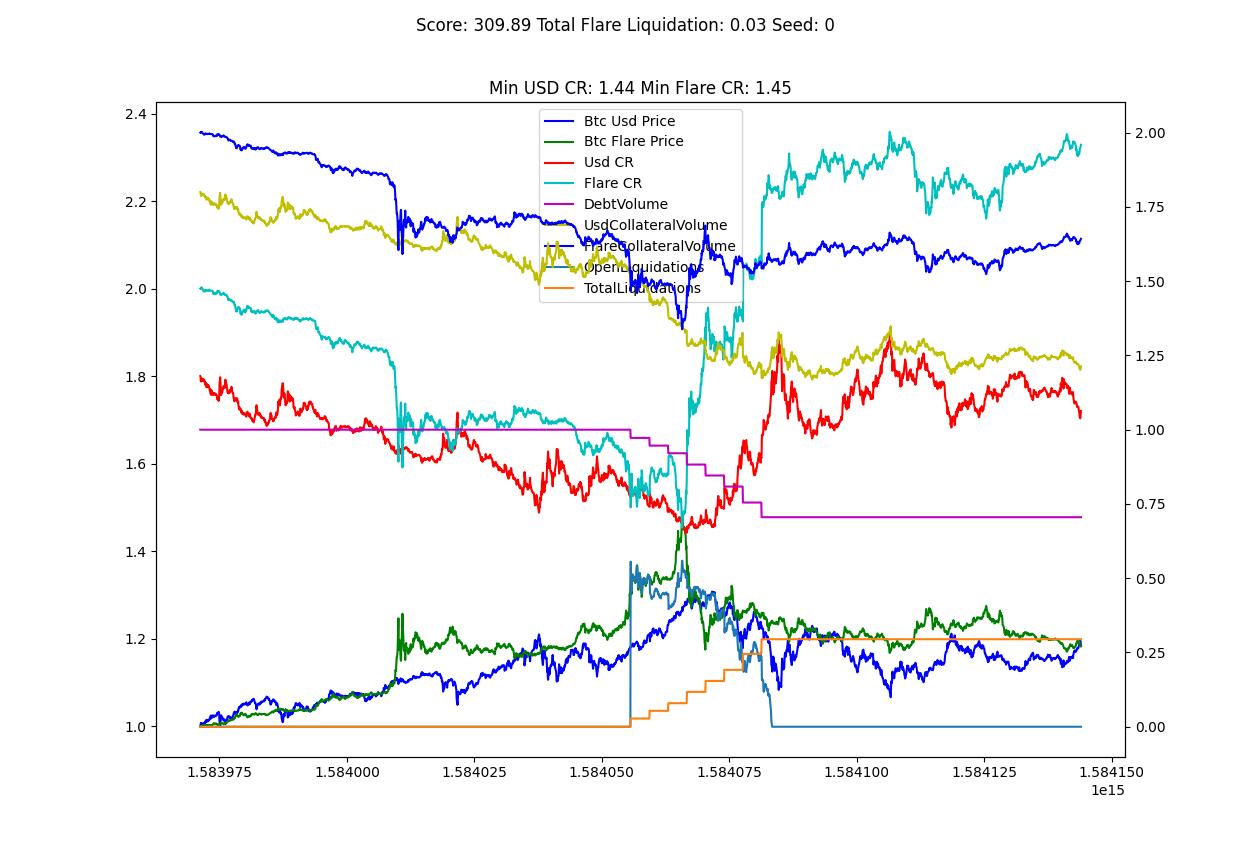 Score: 309.89 Total Flare Liquidation: 0.03 Seed: 0
Min USD CR: 1.44 Min Flare CR: 1.45
Btc Usd Price
Btc Flare Price
Usd CR
Flare CR
DebtVolume
UsdCollateralVolume
FlareCollateralVolume
OpenLiquidations
TotalLiquidations
2.4
2.2
2.0
1.8
1.6
1.4
1.2
1.0
2.00
1.75
1.50
1.25
1.00
0.75
0.50
0.25
0.00
1.583975 1.584000 1.584025 1.584050 1.584075 1.584100 1.584125 1.584150
1e15